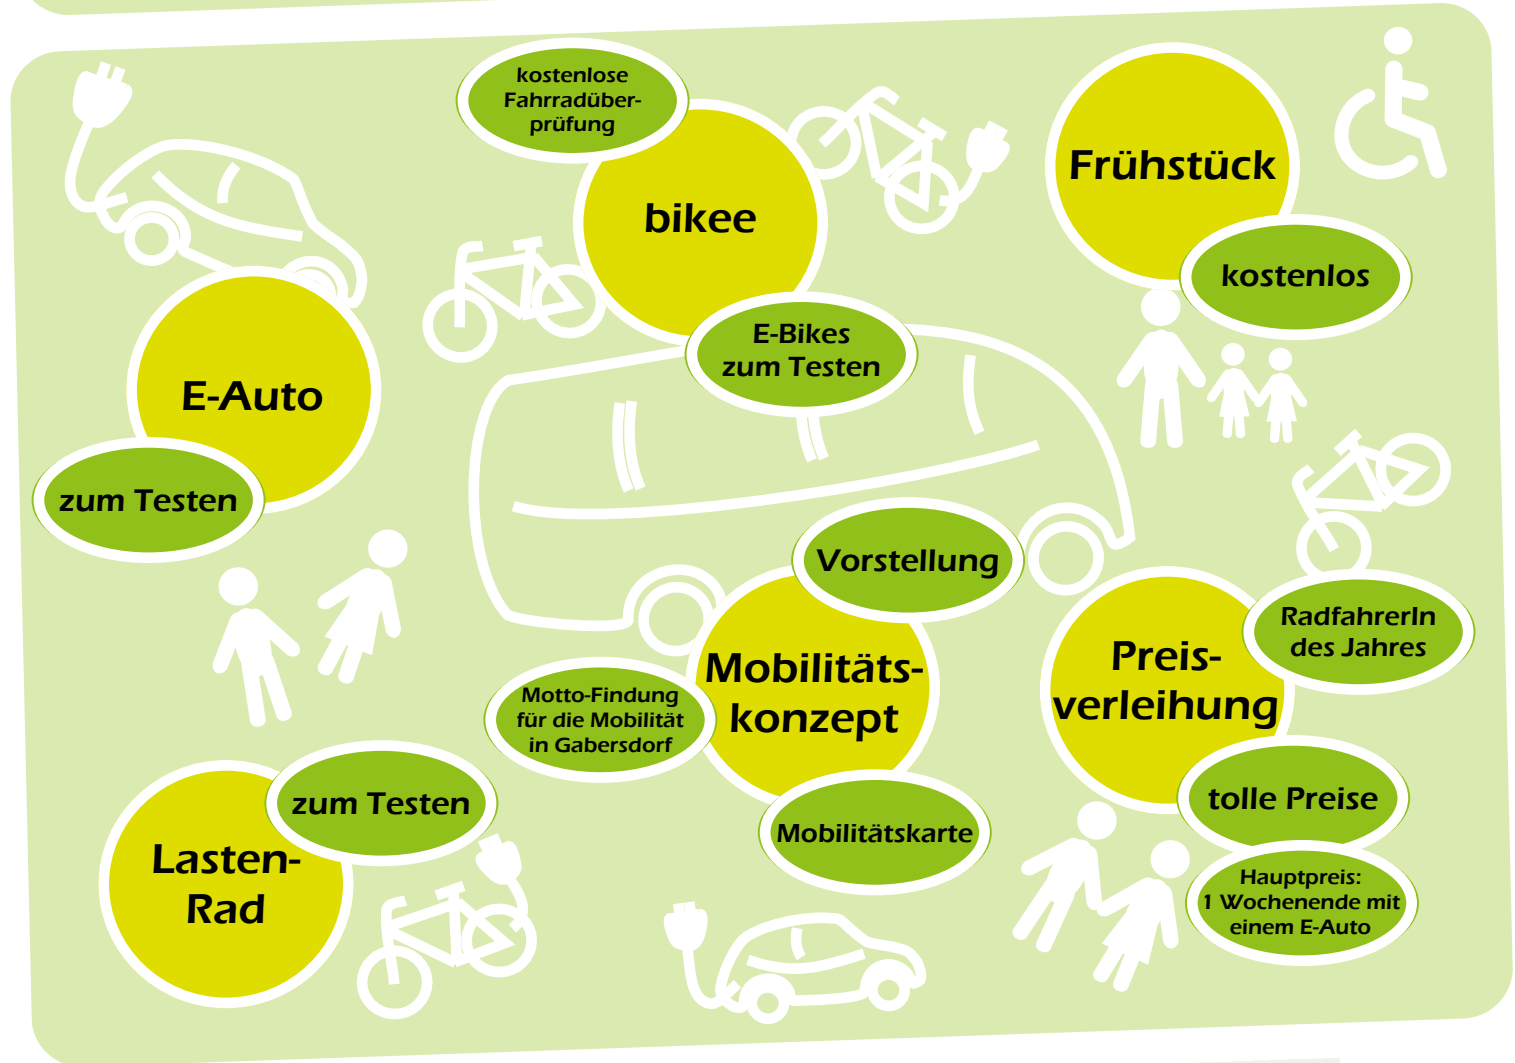 kostenlose
Fahrradüber-
prüfung
bikee
E-Bikes
zum Testen
Frühstück
kostenlos
E-Auto
zum Testen
Vorstellung
Mobilitäts-
konzept
Motto-Findung
für die Mobilität
in Gabersdorf
Mobilitätskarte
RadfahrerIn
des Jahres
Preis-
verleihung
tolle Preise
Hauptpreis:
1 Wochenende mit
einem E-Auto
zum Testen
Lasten-
Rad